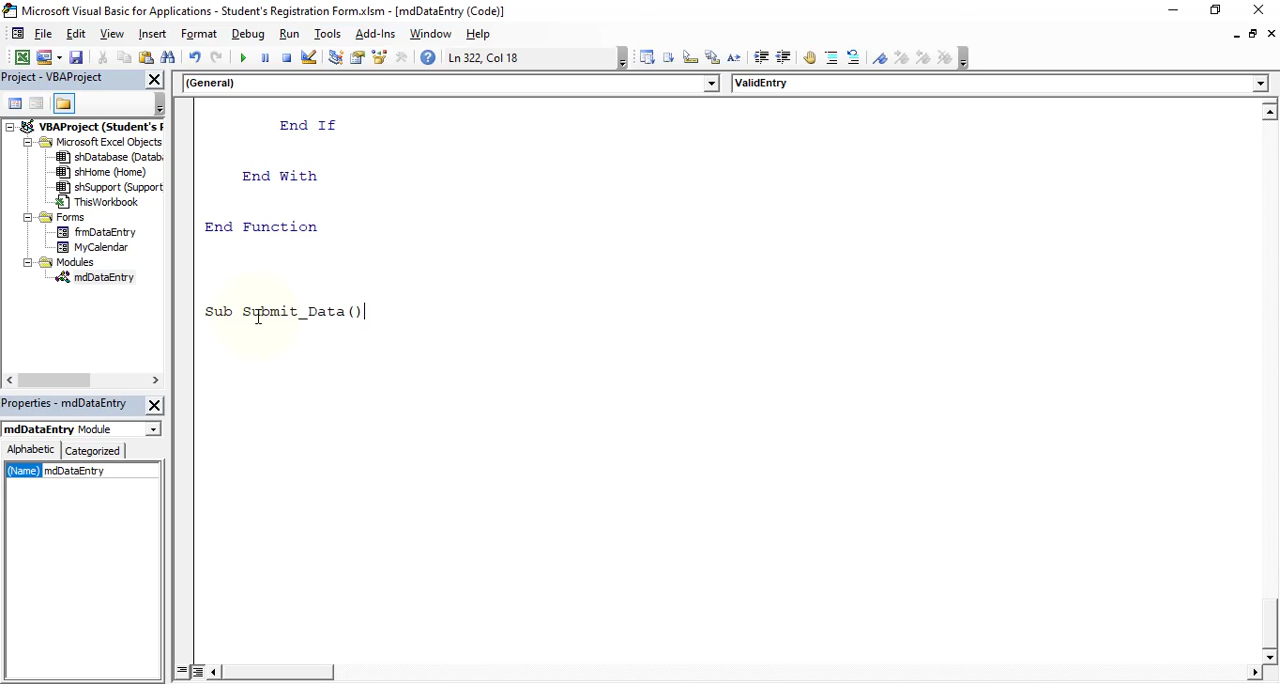 Microsoft Visual Basic for Applications - Student's Registration Form.xlsm - [mdDataEntry (Code)]
File Edit View Insert Format Debug Run Tools Add-Ins Window Help
Ln 322, Col 18
Project - VBAProject
(General)
ValidEntry
VBAProject (Student's F
Microsoft Excel Objects
shDatabase (Datab
shHome (Home)
shSupport (Support
ThisWorkbook
Forms
frmDataEntry
MyCalendar
Modules
mdDataEntry
Properties - mdDataEntry
mdDataEntry Module
Alphabetic Categorized
(Name) mdDataEntry
End If
End With
End Function
Sub Submit_Data()